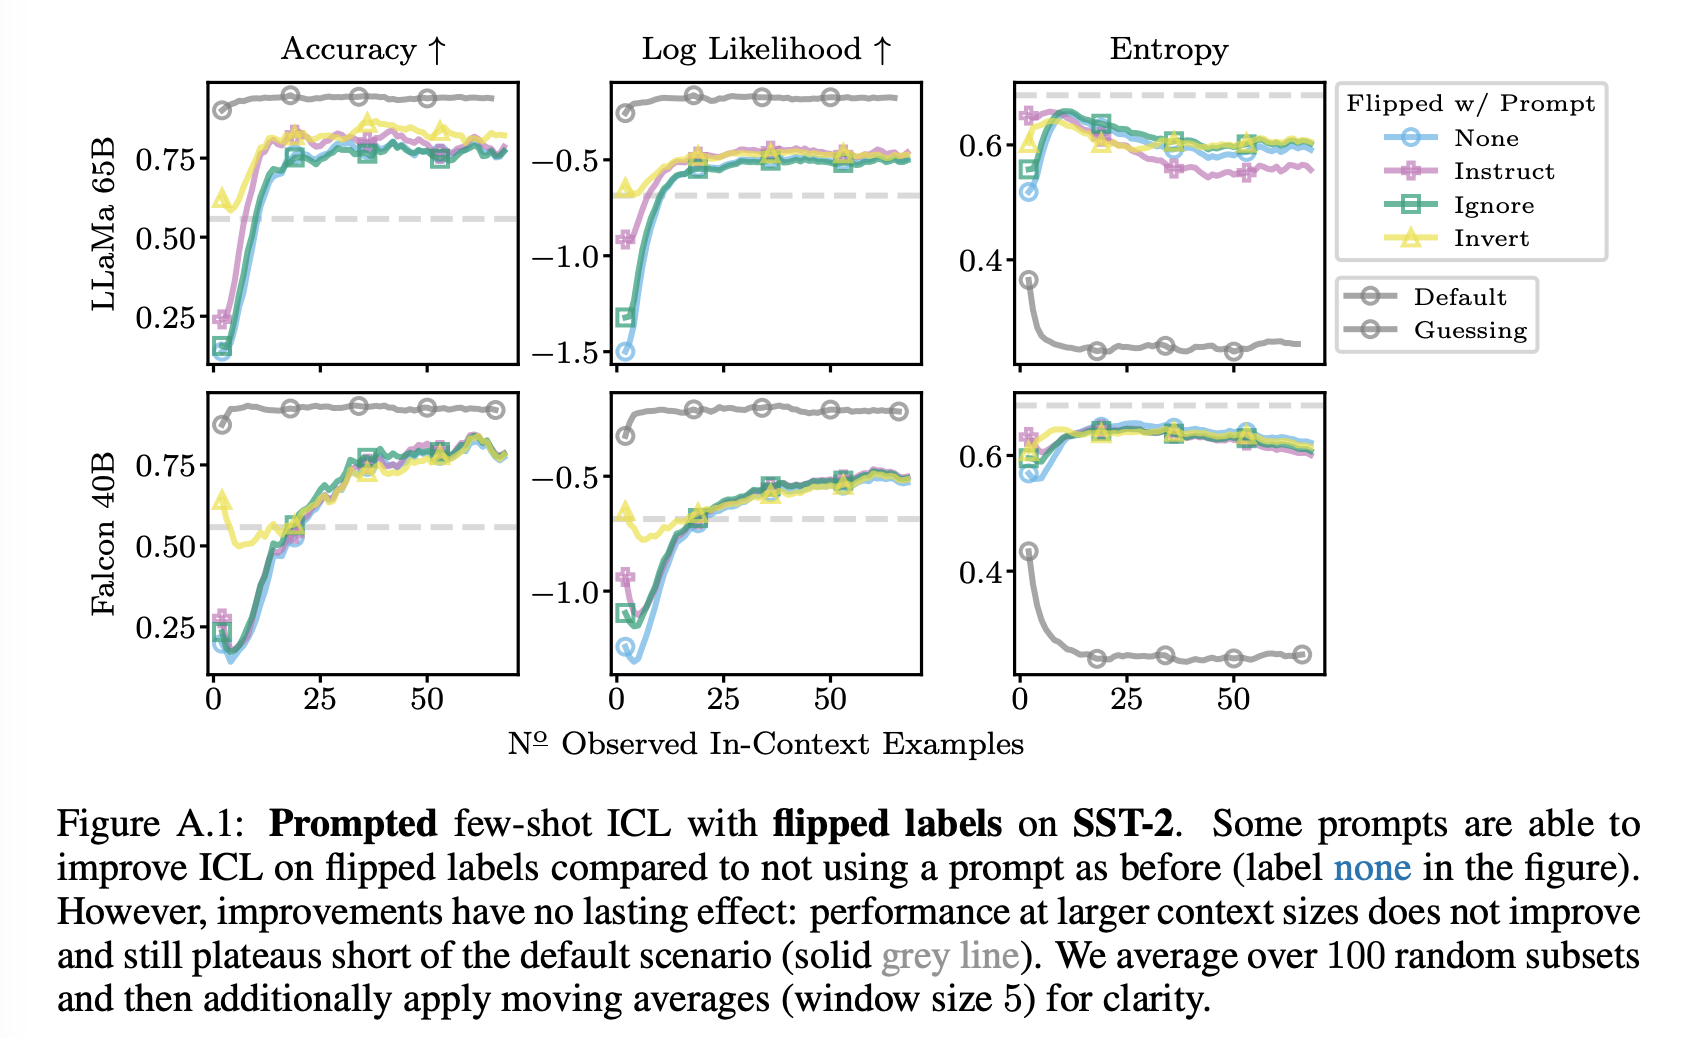 Accuracy ↑
Log Likelihood ↑
Entropy
LLaMa 65B
0.75
0.50
0.25
−0.5
−1.0
−1.5
0.6
0.4
Flipped w/ Prompt
None
Instruct
Ignore
Invert
Default
Guessing
Falcon 40B
0.75
0.50
0.25
−0.5
−1.0
0.6
0.4
0 25 50
0 25 50
0 25 50
Nº Observed In-Context Examples
Figure A.1: Prompted few-shot ICL with flipped labels on SST-2. Some prompts are able to
improve ICL on flipped labels compared to not using a prompt as before (label none in the figure).
However, improvements have no lasting effect: performance at larger context sizes does not improve
and still plateaus short of the default scenario (solid grey line). We average over 100 random subsets
and then additionally apply moving averages (window size 5) for clarity.